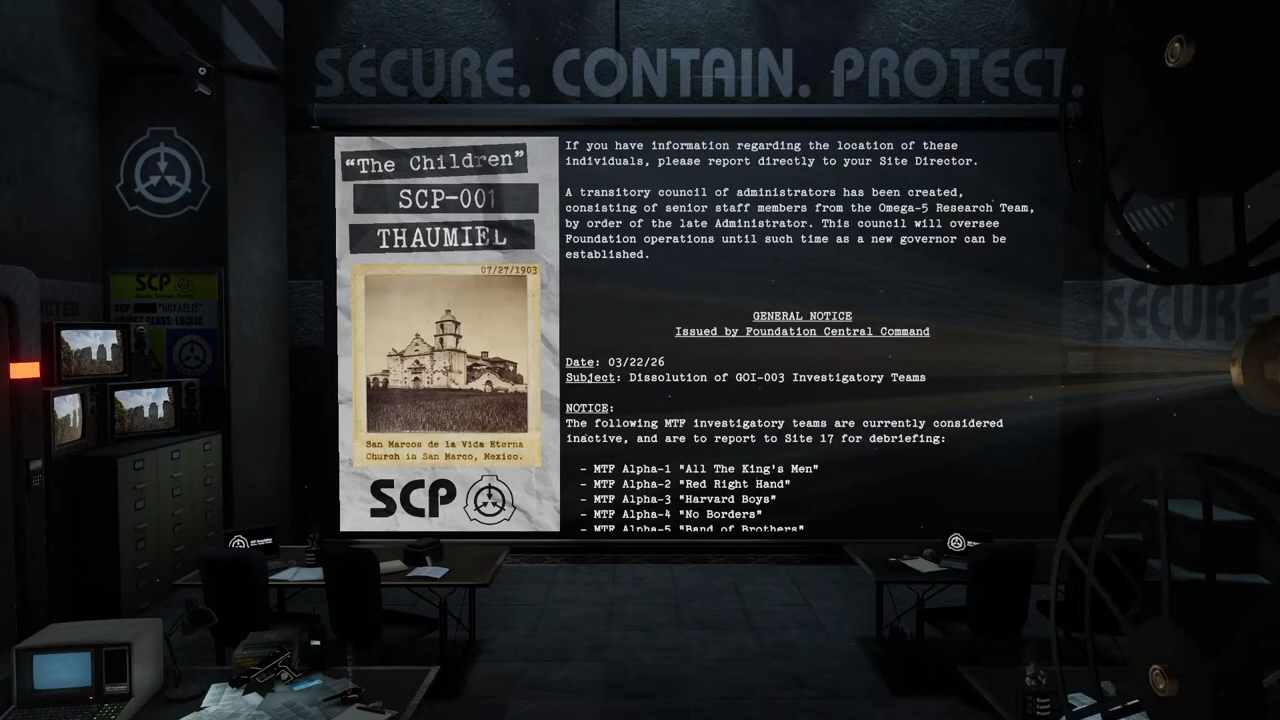 SECURE. CONTAIN. PROTECT.
"The Children"
SCP-001
THAUMIEL
07/27/1903
San Marcos de la Vida Eterna
Church in San Marco, Mexico.
SCP
If you have information regarding the location of these
individuals, please report directly to your Site Director.
A transitory council of administrators has been created,
consisting of senior staff members from the Omega-5 Research Team,
by order of the late Administrator. This council will oversee
Foundation operations until such time as a new governor can be
established.
GENERAL NOTICE
Issued by Foundation Central Command
Date: 03/22/26
Subject: Dissolution of GOI-003 Investigatory Teams
NOTICE:
The following MTF investigatory teams are currently considered
inactive, and are to report to Site 17 for debriefing:
- MTF Alpha-1 "All The King's Men"
- MTF Alpha-2 "Red Right Hand"
- MTF Alpha-3 "Harvard Boys"
- MTF Alpha-4 "No Borders"
- MTF Alpha-5 "Band of Brothers"
SCP
SECURE